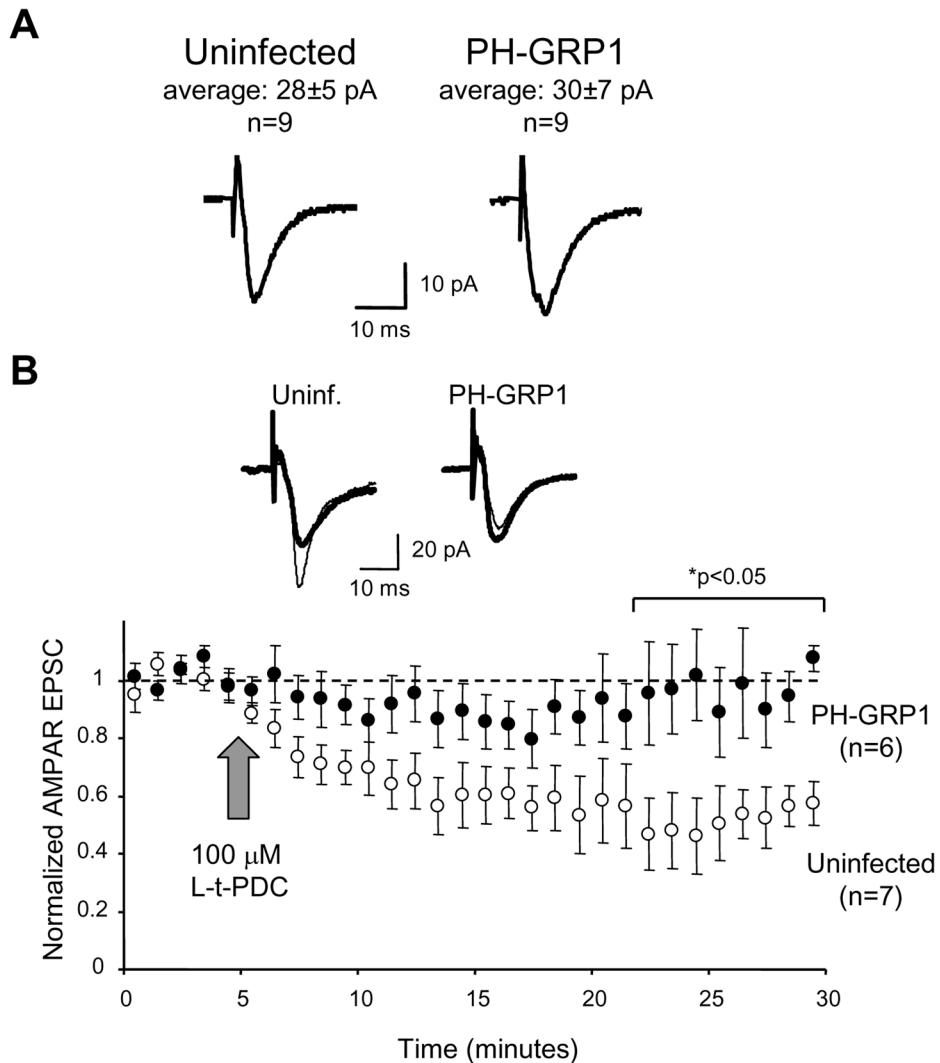 A
Uninfected
average: 28±5 pA
n=9
PH-GRP1
average: 30±7 pA
n=9
10 pA
10 ms
B
Uninf.
PH-GRP1
20 pA
10 ms
*p<0.05
Normalized AMPAR EPSC
1
0.8
0.6
0.4
0.2
0
100 μM
L-t-PDC
PH-GRP1
(n=6)
Uninfected
(n=7)
0 5 10 15 20 25 30
Time (minutes)